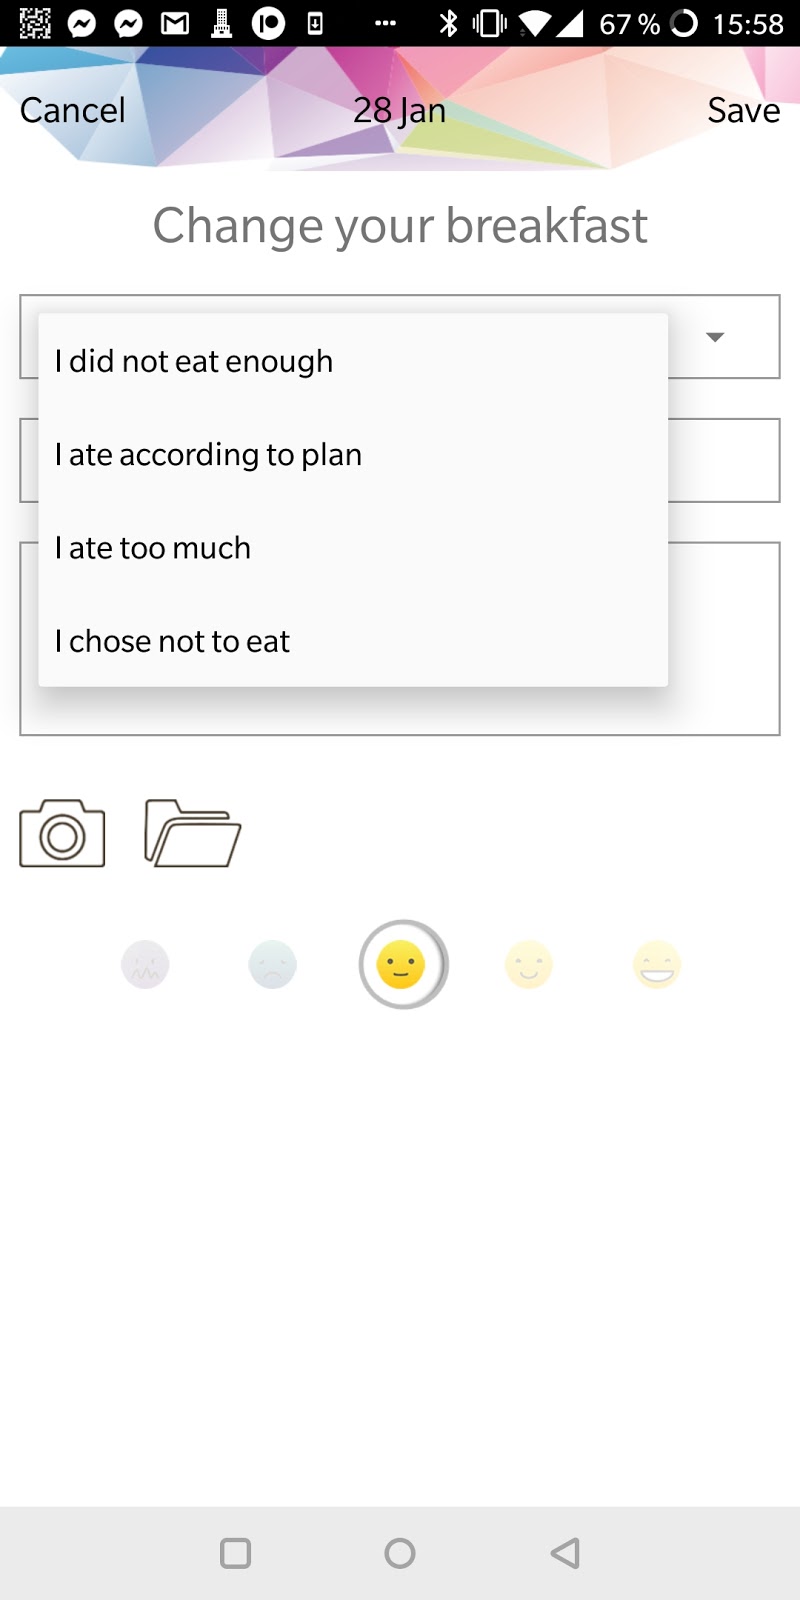 67 % 15:58
Cancel 28 Jan Save
Change your breakfast
I did not eat enough
I ate according to plan
I ate too much
I chose not to eat